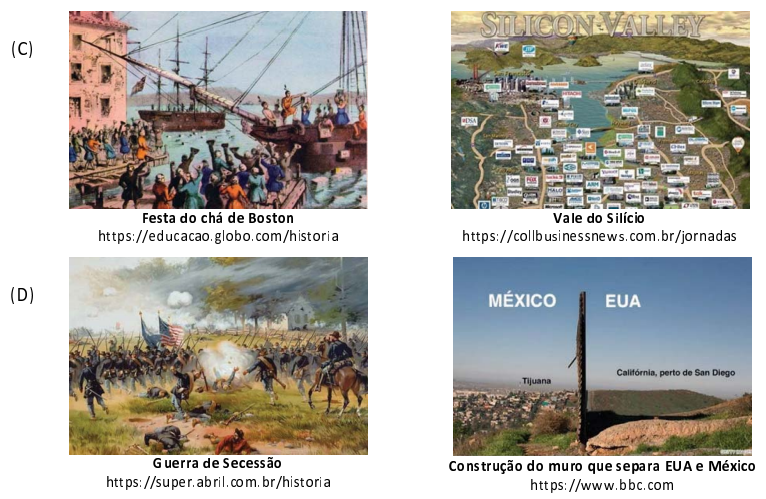 (C)
SILICON VALLEY
HITACHI
DSA
Festa do chá de Boston
https://educacao.globo.com/historia
Vale do Silício
https://collbusinessnews.com.br/jornadas
(D)
MÉXICO EUA
Tijuana
Califórnia, perto de San Diego
Guerra de Secessão
https://super.abril.com.br/historia
Construção do muro que separa EUA e México
https://www.bbc.com